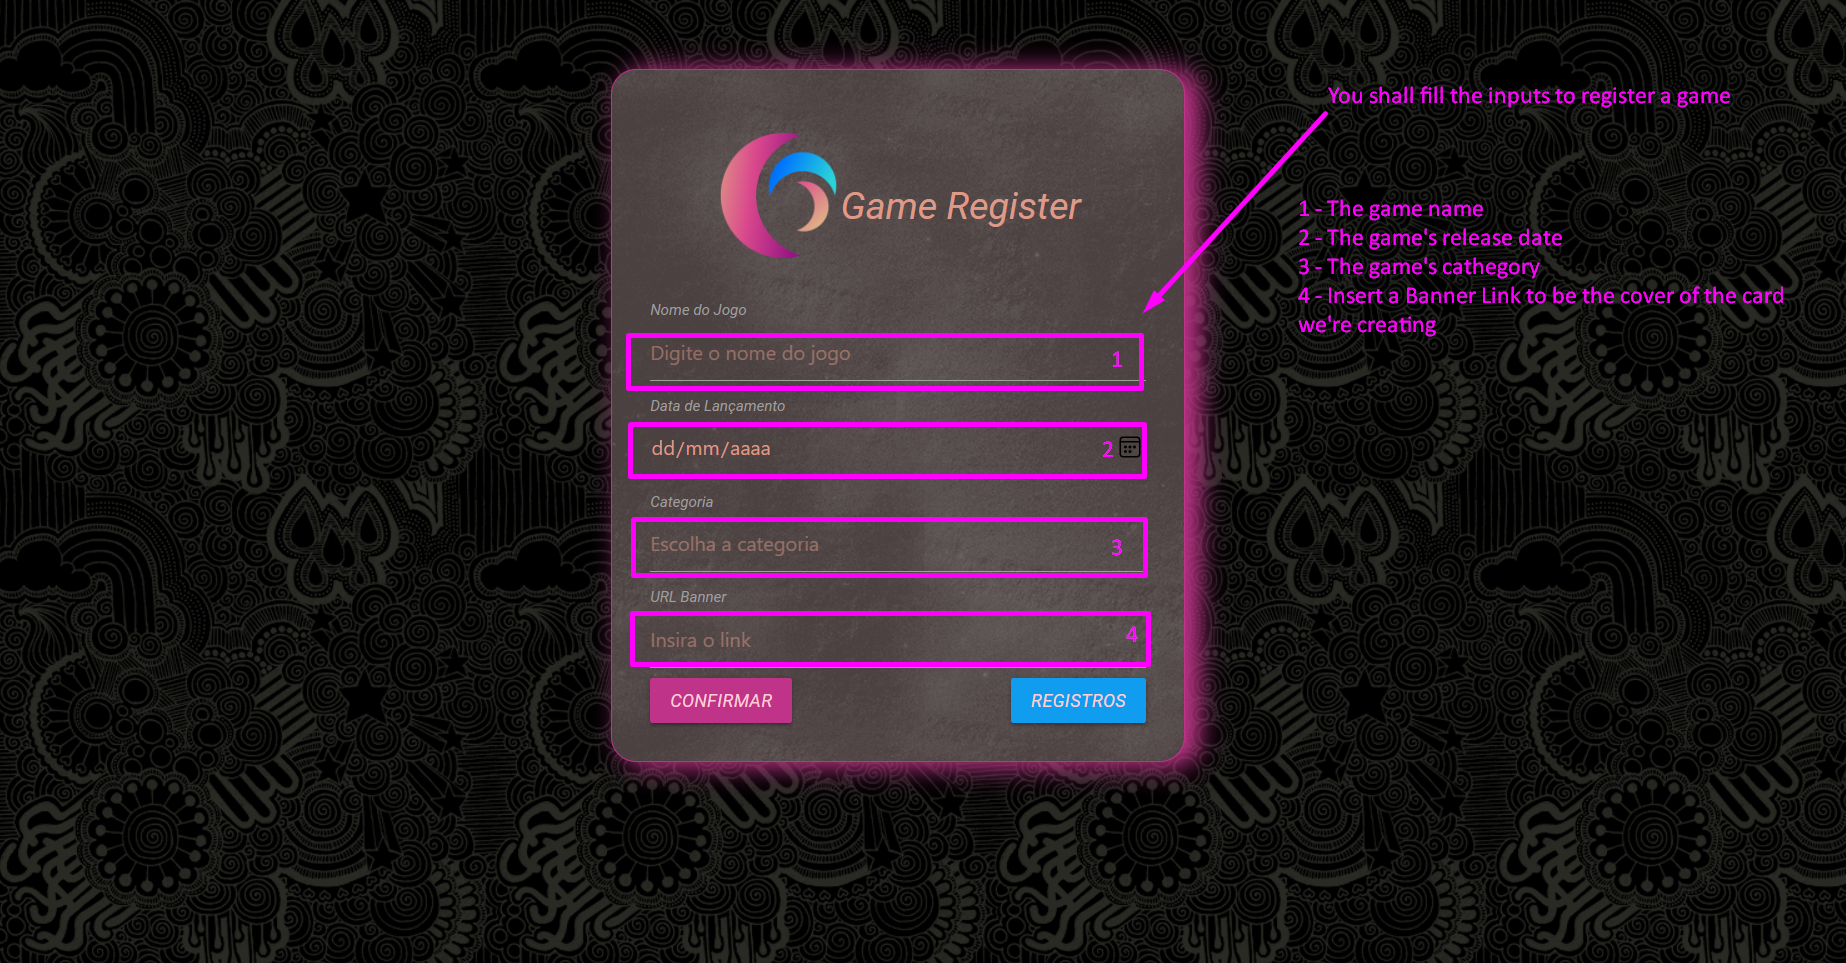 You shall fill the inputs to register a game
Game Register
1 - The game name
2 - The game's release date
3 - The game's cathegory
4 - Insert a Banner Link to be the cover of the card
we're creating
Nome do Jogo
Digite o nome do jogo 1
Data de Lançamento
dd/mm/aaaa 2
Categoria
Escolha a categoria 3
URL Banner
Insira o link 4
CONFIRMAR REGISTROS